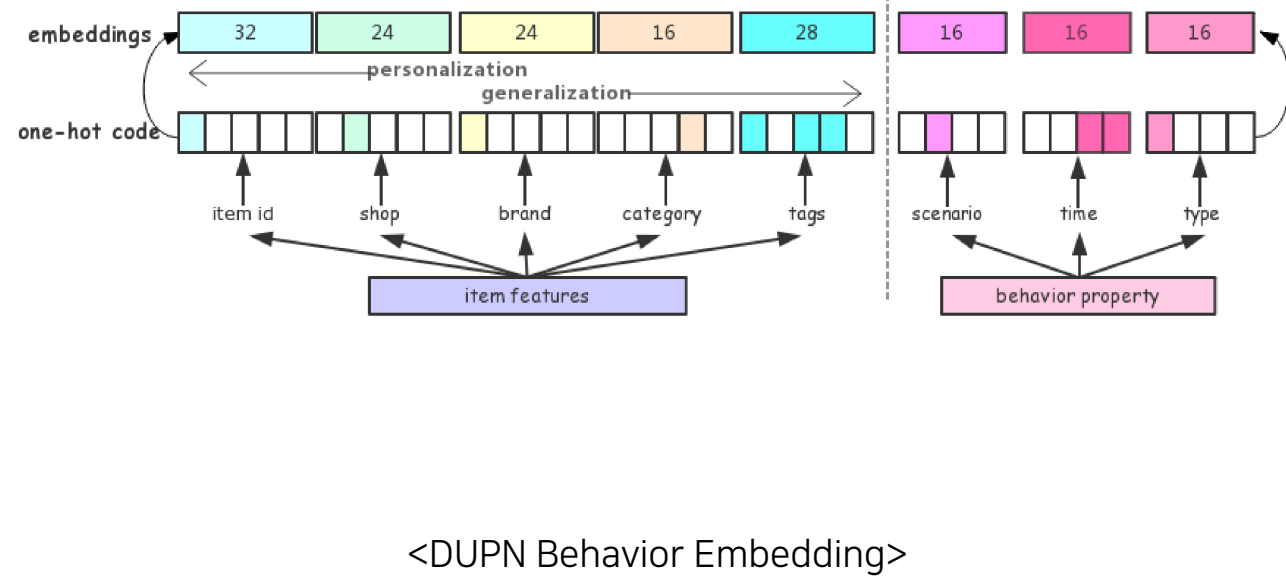 embeddings 32 24 24 16 28 16 16 16
personalization
generalization
one-hot code
item id shop brand category tags scenario time type
item features behavior property
<DUPN Behavior Embedding>